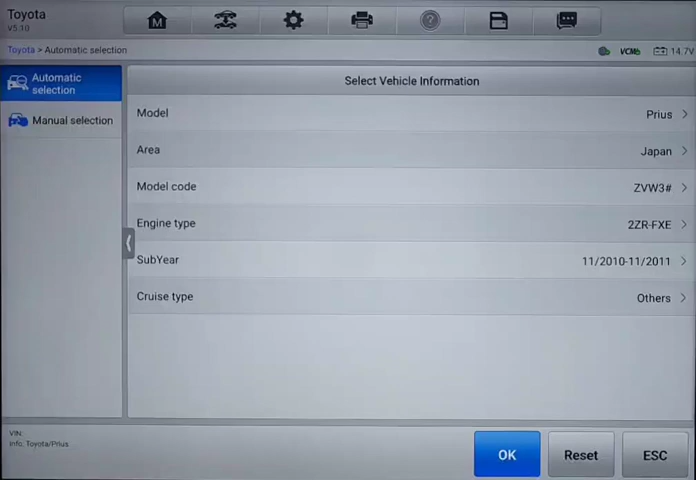 Toyota
V5.10
Toyota > Automatic selection
VCMI
14.7V
Automatic
selection
Manual selection
Select Vehicle Information
Model
Prius
Area
Japan
Model code
ZVW3#
Engine type
2ZR-FXE
SubYear
11/2010-11/2011
Cruise type
Others
VIN:
Info: Toyota/Prius
OK
Reset
ESC